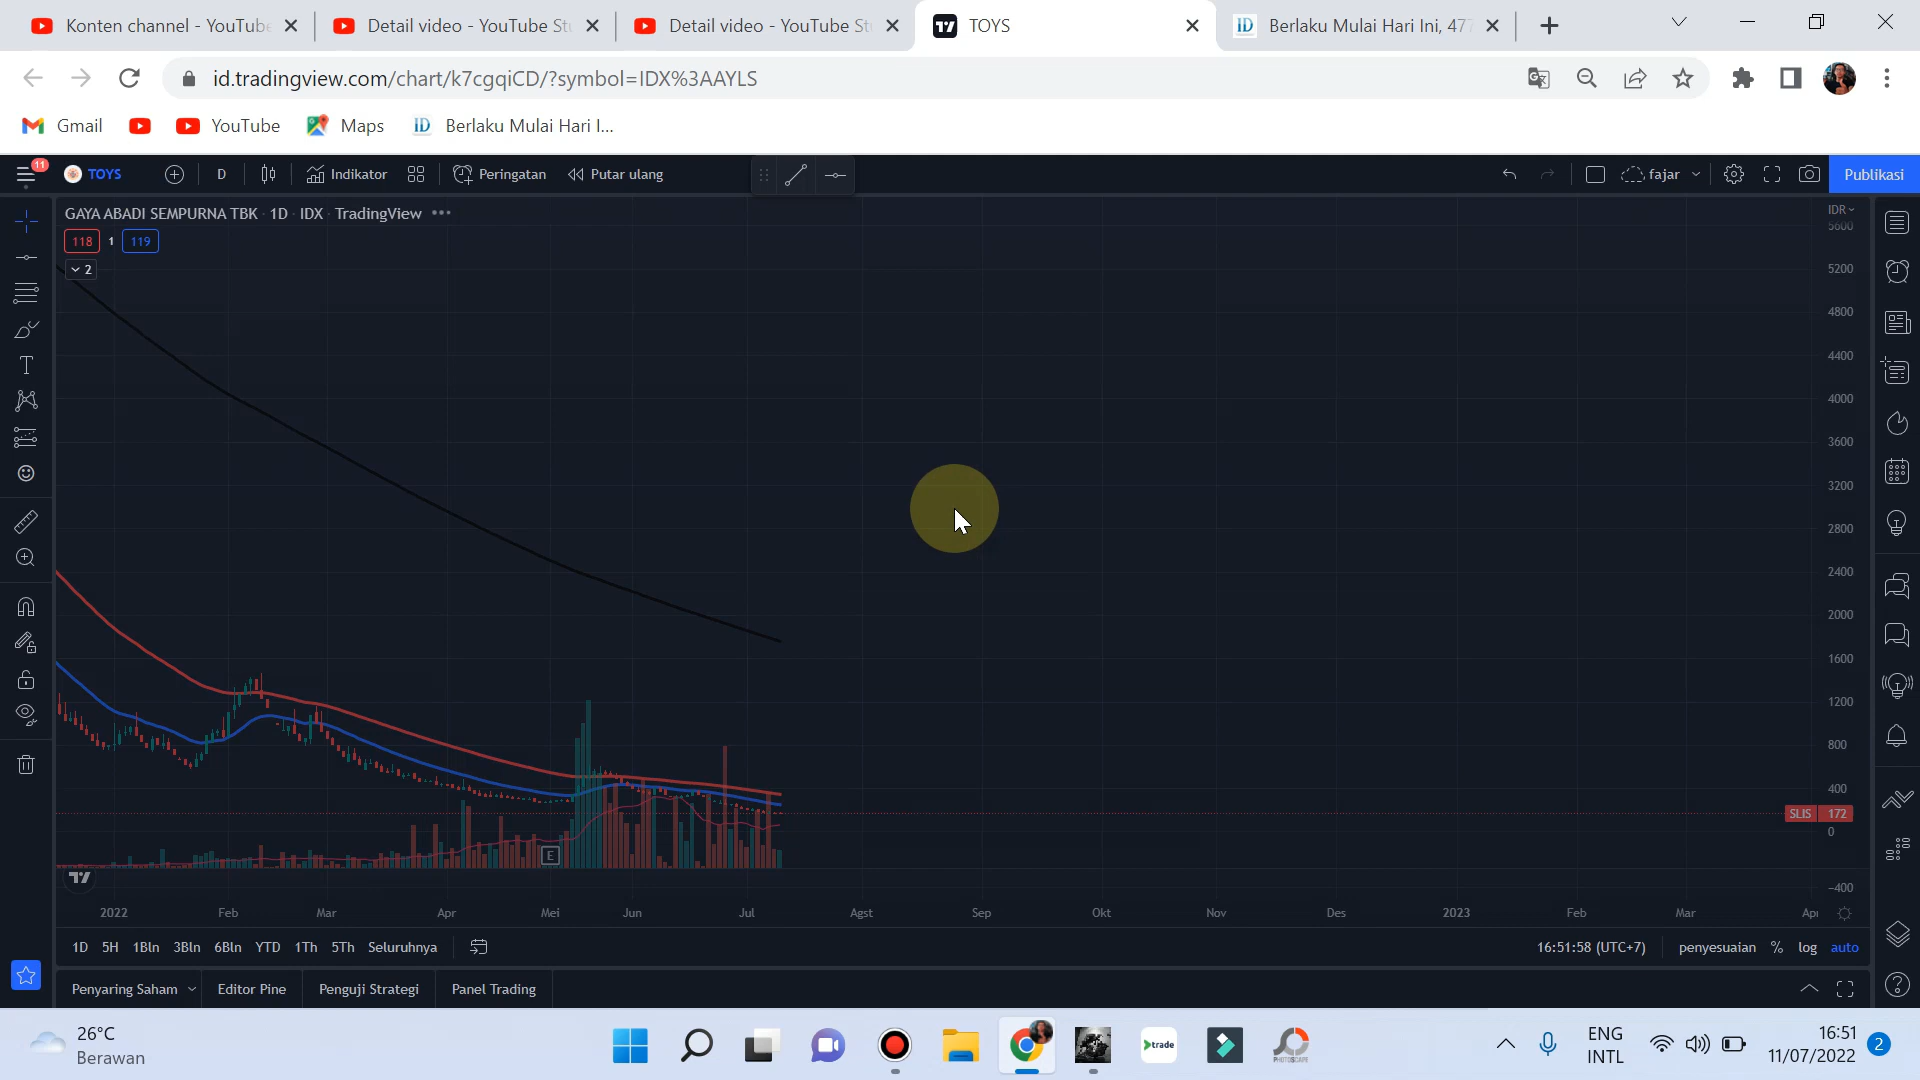 Konten channel - YouTube
Detail video - YouTube St
Detail video - YouTube St
TOYS
Berlaku Mulai Hari Ini, 477
id.tradingview.com/chart/k7cgqiCD/?symbol=IDX%3AAYLS
Gmail
YouTube
Maps
Berlaku Mulai Hari I...
11
TOYS
D
Indikator
Peringatan
Putar ulang
fajar
Publikasi
GAYA ABADI SEMPURNA TBK · 1D · IDX · TradingView
IDR
118
1
119
2
5600
5200
4800
4400
4000
3600
3200
2800
2400
2000
1600
1200
800
400
SLIS 172
0
-400
E
2022
Feb
Mar
Apr
Mei
Jun
Jul
Agst
Sep
Okt
Nov
Des
2023
Feb
Mar
Ap
1D
5H
1Bln
3Bln
6Bln
YTD
1Th
5Th
Seluruhnya
16:51:58 (UTC+7)
penyesuaian
%
log
auto
Penyaring Saham
Editor Pine
Penguji Strategi
Panel Trading
26°C
Berawan
trade
PHOTOSCAPE
ENG
INTL
16:51
11/07/2022
2